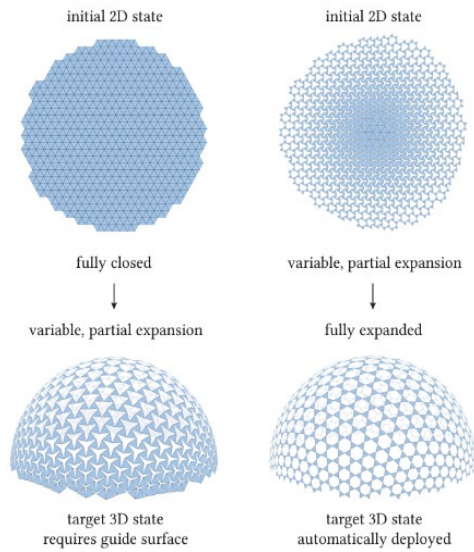 initial 2D state
initial 2D state
fully closed
variable, partial expansion
variable, partial expansion
fully expanded
target 3D state
requires guide surface
target 3D state
automatically deployed